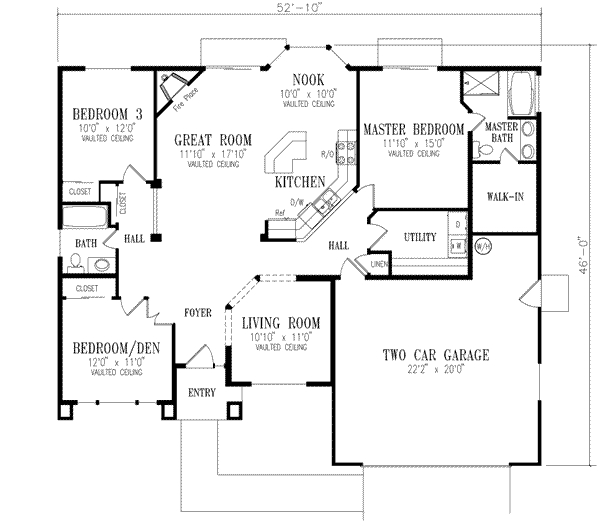 52'-10"
NOOK
10'0" x 10'0"
VAULTED CEILING
Fire Place
BEDROOM 3
10'0" x 12'0"
VAULTED CEILING
GREAT ROOM
11'10" x 17'10"
VAULTED CEILING
MASTER BEDROOM
11'10" x 15'0"
VAULTED CEILING
MASTER
BATH
R/O
KITCHEN
CLOSET
CLOSET
D/W
WALK-IN
Ref
BATH
HALL
HALL
UTILITY
D
W
W/H
LINEN
46'-0"
CLOSET
FOYER
LIVING ROOM
10'10" x 11'0"
VAULTED CEILING
BEDROOM/DEN
12'0" x 11'0"
VAULTED CEILING
TWO CAR GARAGE
22'2" x 20'0"
ENTRY